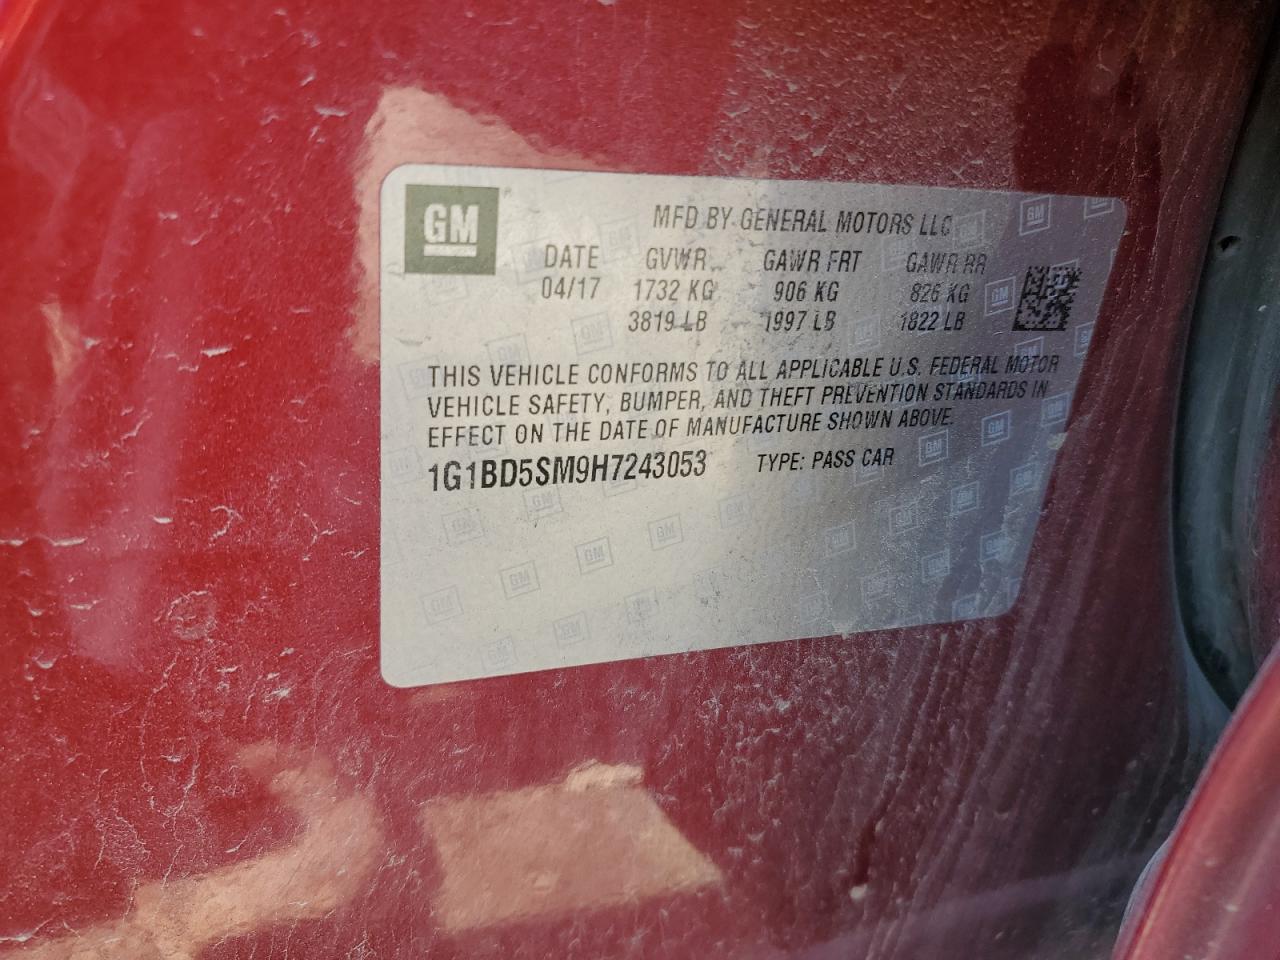 GM
MFD BY GENERAL MOTORS LLC
DATE GVWR GAWR FRT GAWR RR
04/17 1732 KG 906 KG 826 KG
3819 LB 1997 LB 1822 LB
THIS VEHICLE CONFORMS TO ALL APPLICABLE U.S. FEDERAL MOTOR
VEHICLE SAFETY, BUMPER, AND THEFT PREVENTION STANDARDS IN
EFFECT ON THE DATE OF MANUFACTURE SHOWN ABOVE.
1G1BD5SM9H7243053 TYPE: PASS CAR